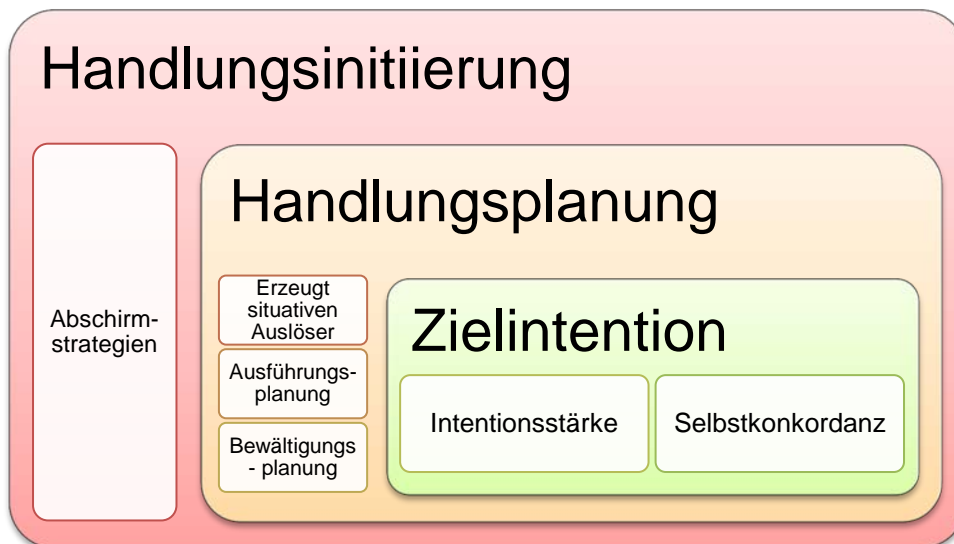 Handlungsinitiierung
Abschirm-
strategien
Handlungsplanung
Erzeugt
situativen
Auslöser
Ausführungs-
planung
Bewältigungs
- planung
Zielintention
Intentionsstärke
Selbstkonkordanz